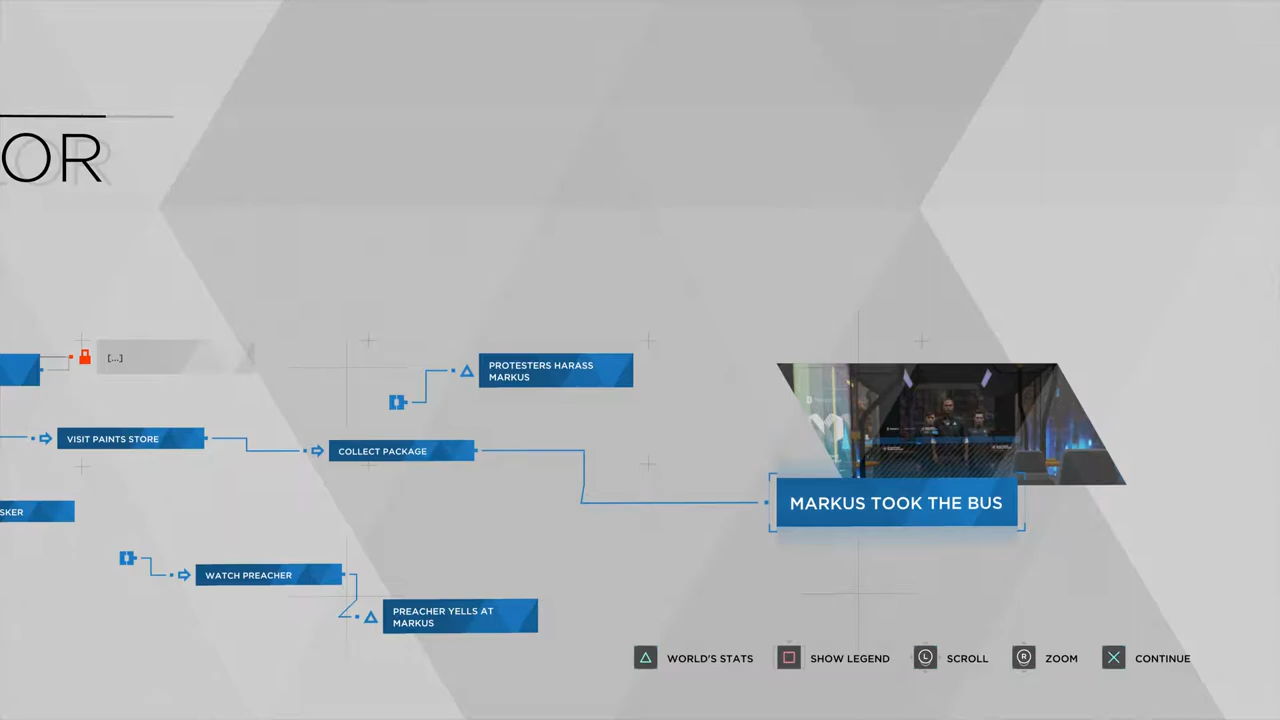 OR
[...]
PROTESTERS HARASS
MARKUS
VISIT PAINTS STORE
COLLECT PACKAGE
MARKUS TOOK THE BUS
SKER
WATCH PREACHER
PREACHER YELLS AT
MARKUS
WORLD'S STATS
SHOW LEGEND
L
SCROLL
R
ZOOM
CONTINUE